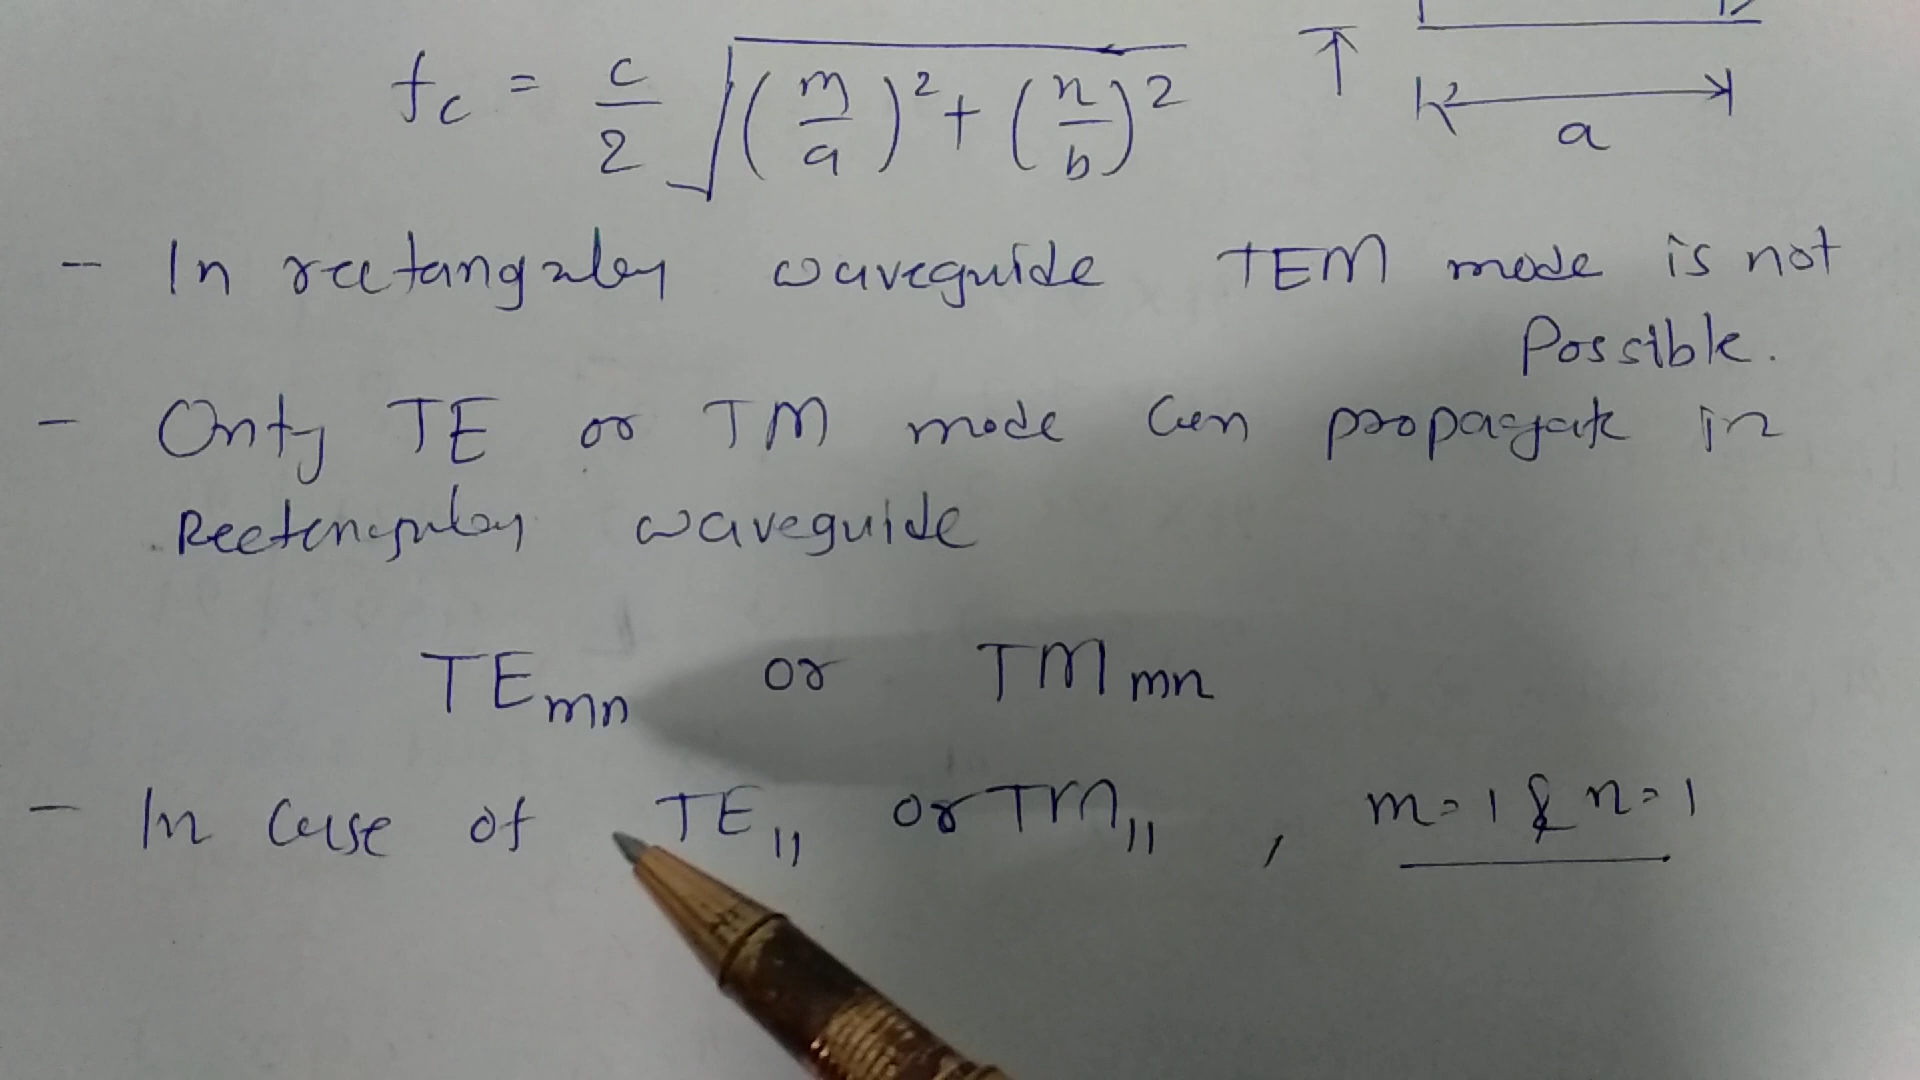 fc = c/2 √((m/a)² + (n/b)²)
a
- In rectangular waveguide TEM mode is not
Possible.
- Only TE or TM mode can propagate in
Rectangular waveguide
TEmn or TMmn
- In case of TE11 or TM11 , m=1 & n=1